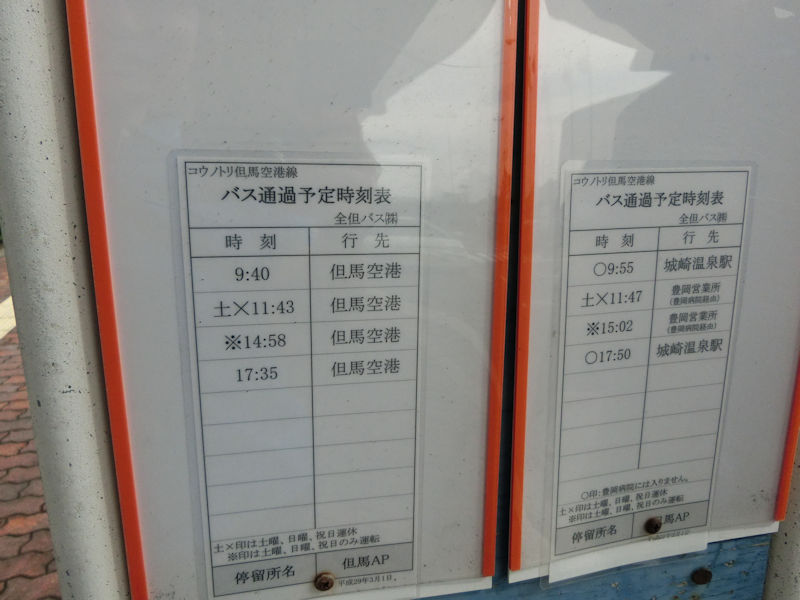 コウノトリ但馬空港線
バス通過予定時刻表
全但バス㈱
時 刻 行 先
9:40 但馬空港
土×11:43 但馬空港
※14:58 但馬空港
17:35 但馬空港
土×印は土曜、日曜、祝日運休
※印は土曜、日曜、祝日のみ運転
停留所名 但馬AP
平成29年3月1日
コウノトリ但馬空港線
バス通過予定時刻表
全但バス㈱
時 刻 行 先
○9:55 城崎温泉駅
土×11:47 豊岡営業所
(豊岡病院経由)
※15:02 豊岡営業所
(豊岡病院経由)
○17:50 城崎温泉駅
○印:豊岡病院には入りません。
土×印は土曜、日曜、祝日運休
※印は土曜、日曜、祝日のみ運転
停留所名 馬AP